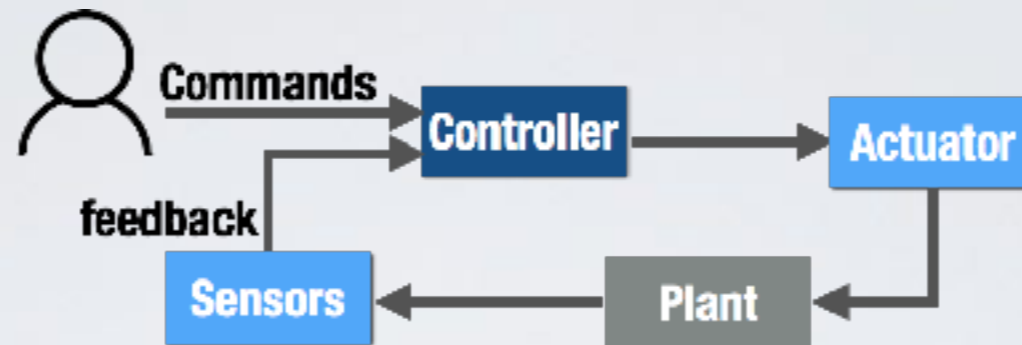 Commands
Controller
Actuator
feedback
Sensors
Plant